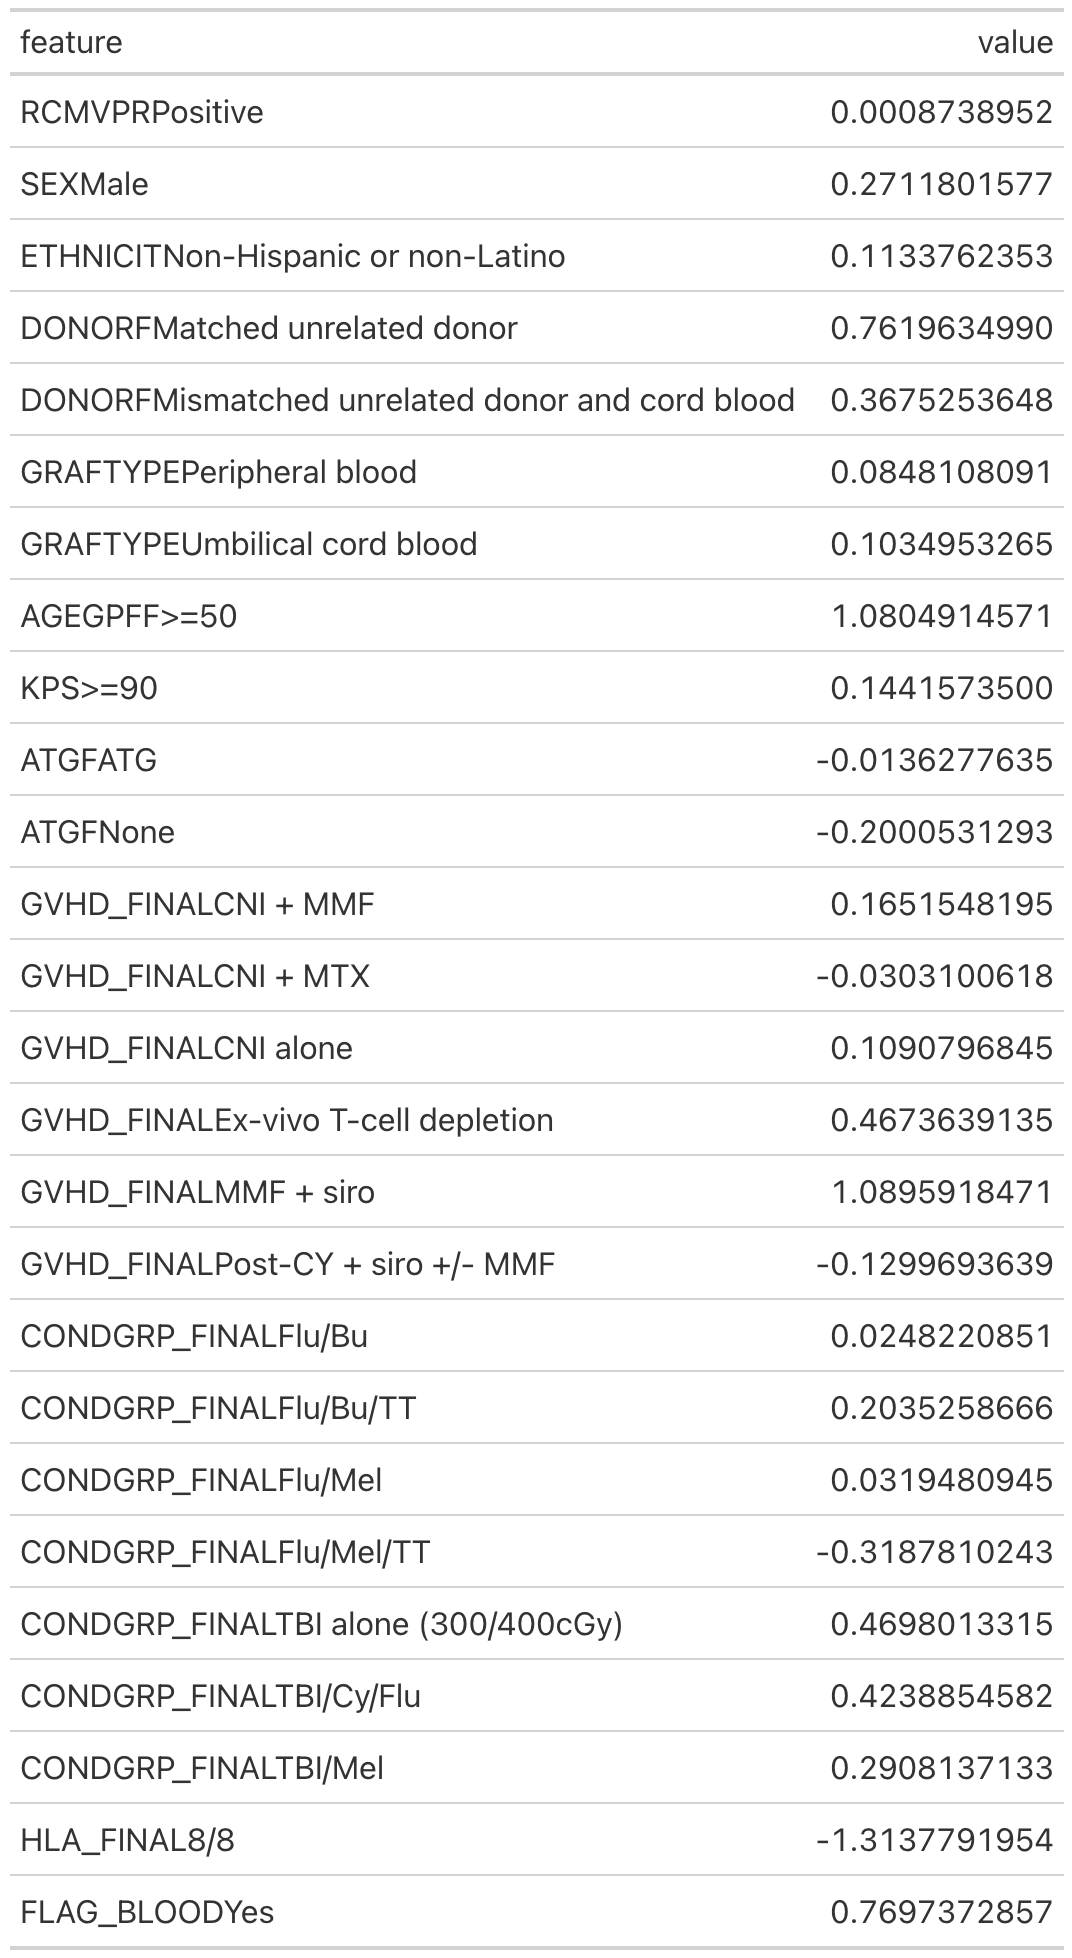 feature value
RCMVPRPositive 0.0008738952
SEXMale 0.2711801577
ETHNICITNon-Hispanic or non-Latino 0.1133762353
DONORFMatched unrelated donor 0.7619634990
DONORFMismatched unrelated donor and cord blood 0.3675253648
GRAFTYPEPeripheral blood 0.0848108091
GRAFTYPEUmbilical cord blood 0.1034953265
AGEGPFF>=50 1.0804914571
KPS>=90 0.1441573500
ATGFATG -0.0136277635
ATGFNone -0.2000531293
GVHD_FINALCNI + MMF 0.1651548195
GVHD_FINALCNI + MTX -0.0303100618
GVHD_FINALCNI alone 0.1090796845
GVHD_FINALEx-vivo T-cell depletion 0.4673639135
GVHD_FINALMMF + siro 1.0895918471
GVHD_FINALPost-CY + siro +/- MMF -0.1299693639
CONDGRP_FINALFlu/Bu 0.0248220851
CONDGRP_FINALFlu/Bu/TT 0.2035258666
CONDGRP_FINALFlu/Mel 0.0319480945
CONDGRP_FINALFlu/Mel/TT -0.3187810243
CONDGRP_FINALTBI alone (300/400cGy) 0.4698013315
CONDGRP_FINALTBI/Cy/Flu 0.4238854582
CONDGRP_FINALTBI/Mel 0.2908137133
HLA_FINAL8/8 -1.3137791954
FLAG_BLOODYes 0.7697372857